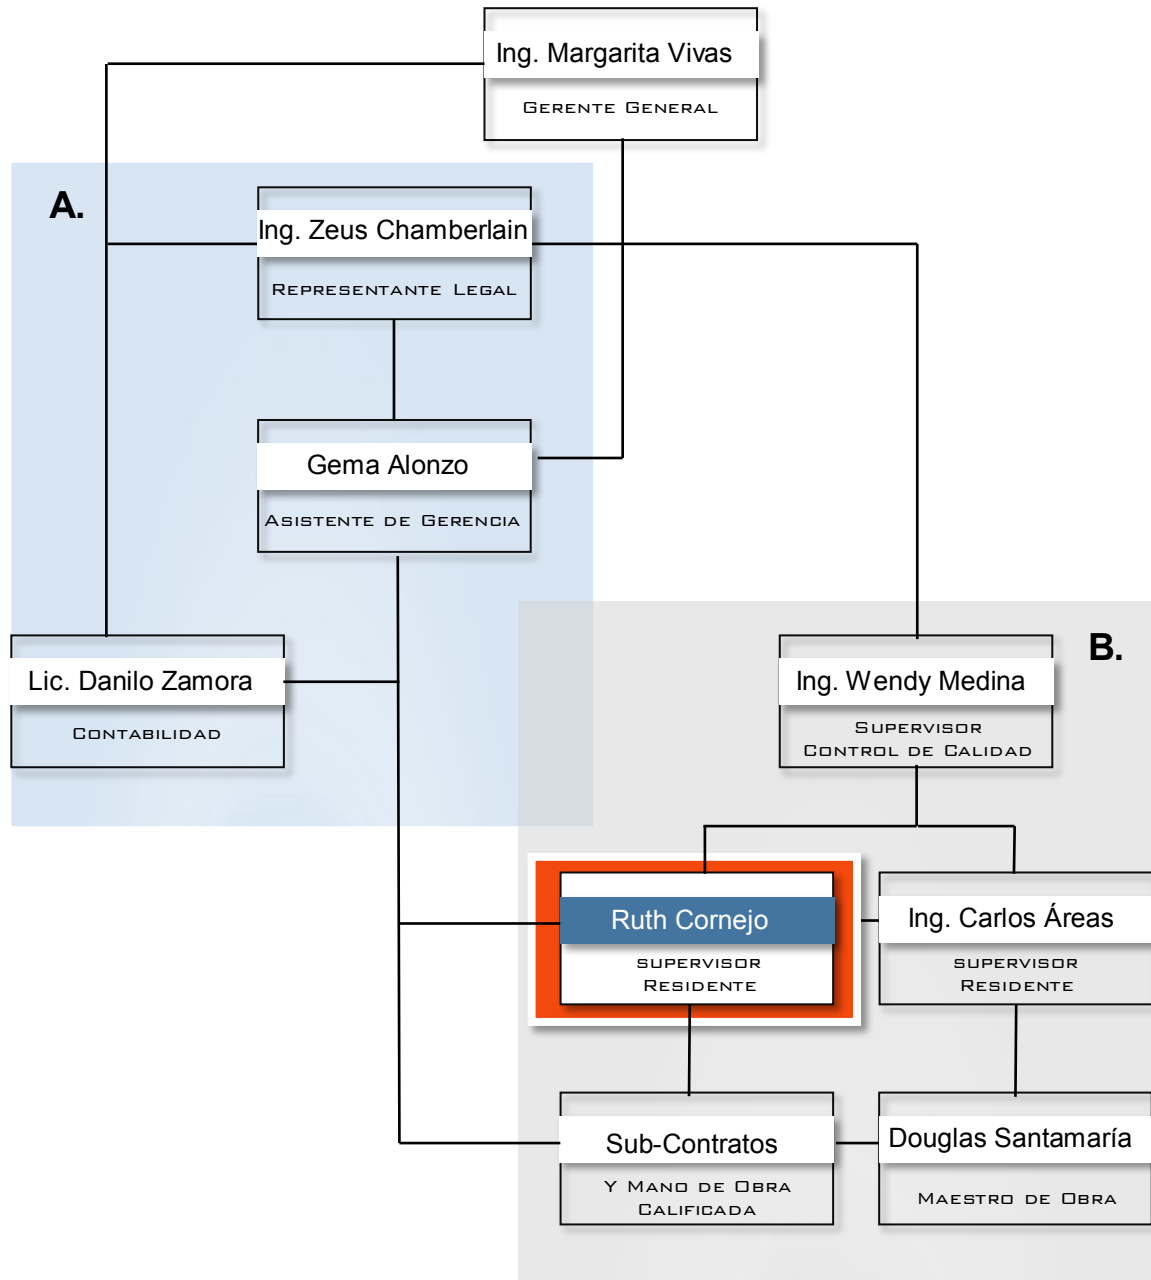 Ing. Margarita Vivas
Gerente General
A.
Ing. Zeus Chamberlain
Representante Legal
Gema Alonzo
Asistente de Gerencia
Lic. Danilo Zamora
Contabilidad
B.
Ing. Wendy Medina
Supervisor
Control de Calidad
Ruth Cornejo
supervisor
Residente
Ing. Carlos Áreas
supervisor
Residente
Sub-Contratos
Y Mano de Obra
Calificada
Douglas Santamaría
Maestro de Obra